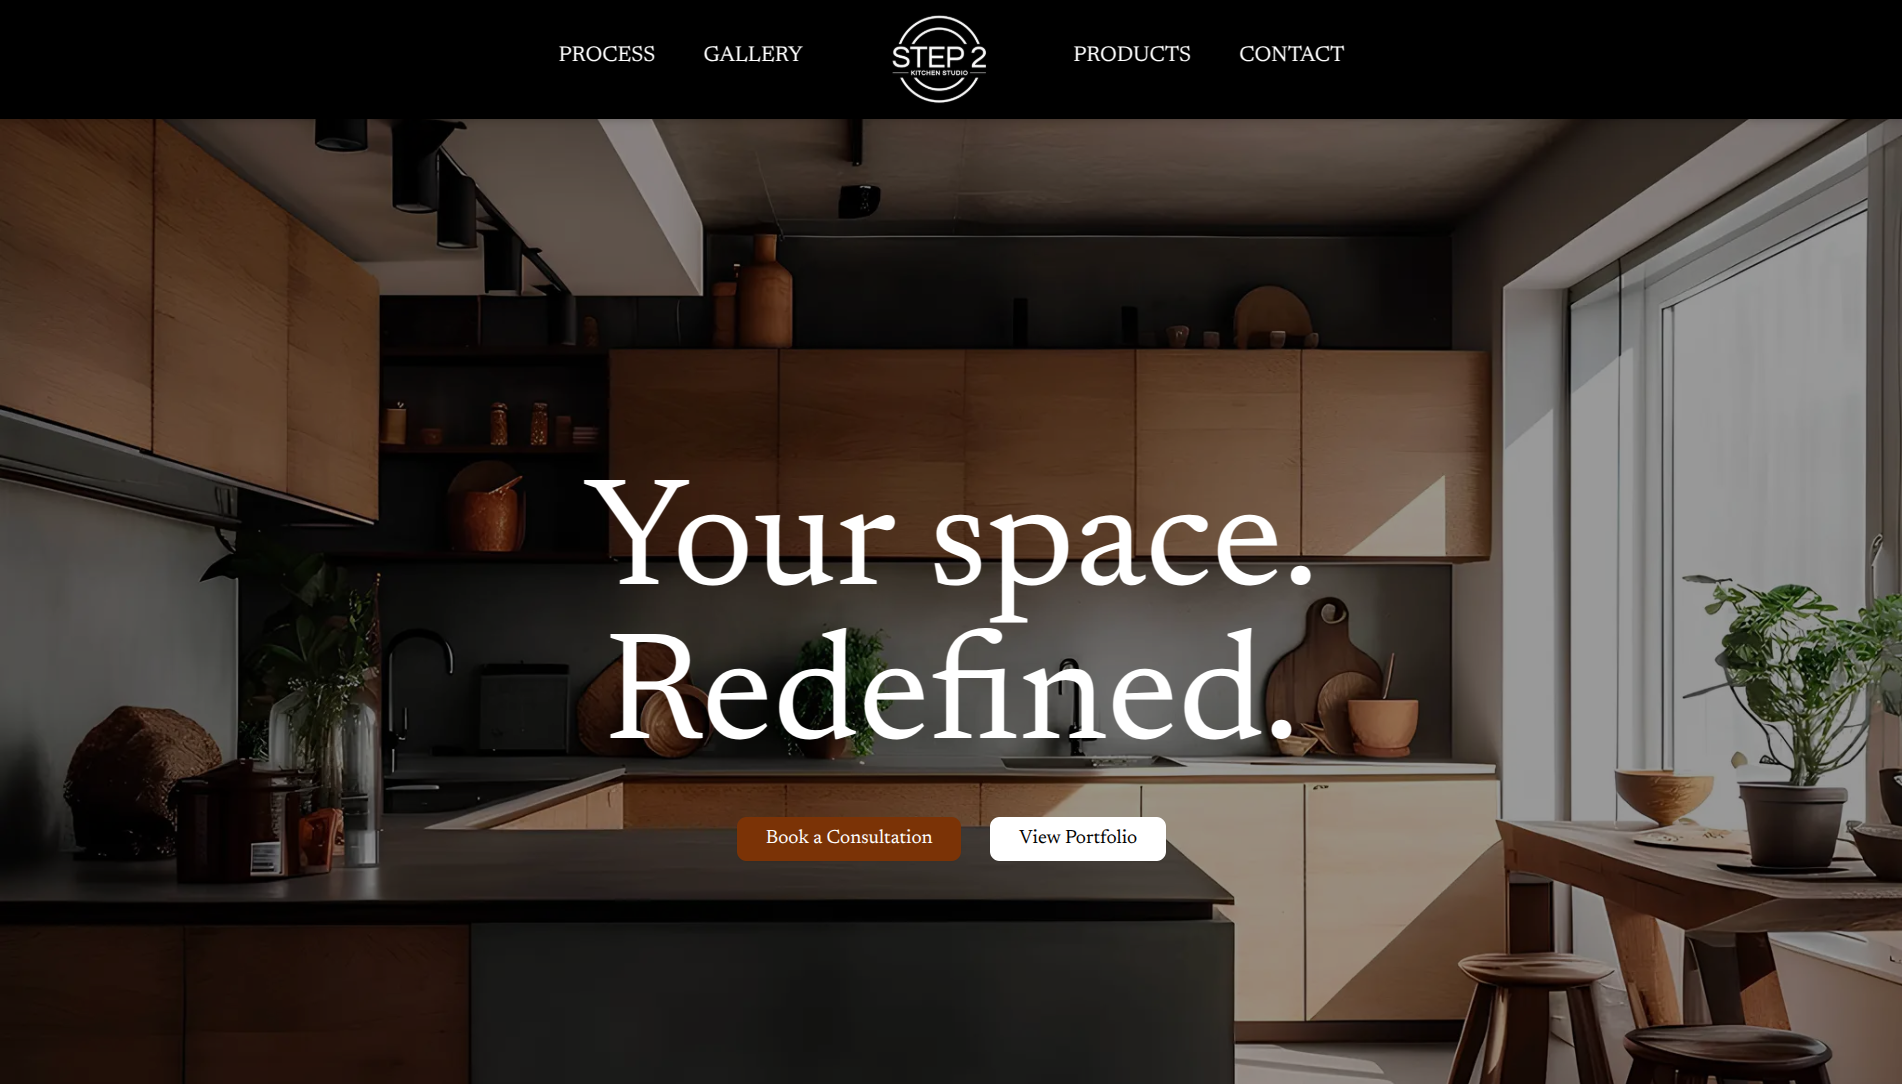 PROCESS GALLERY STEP 2 PRODUCTS CONTACT
KITCHEN STUDIO
Your space.
Redefined.
Book a Consultation View Portfolio